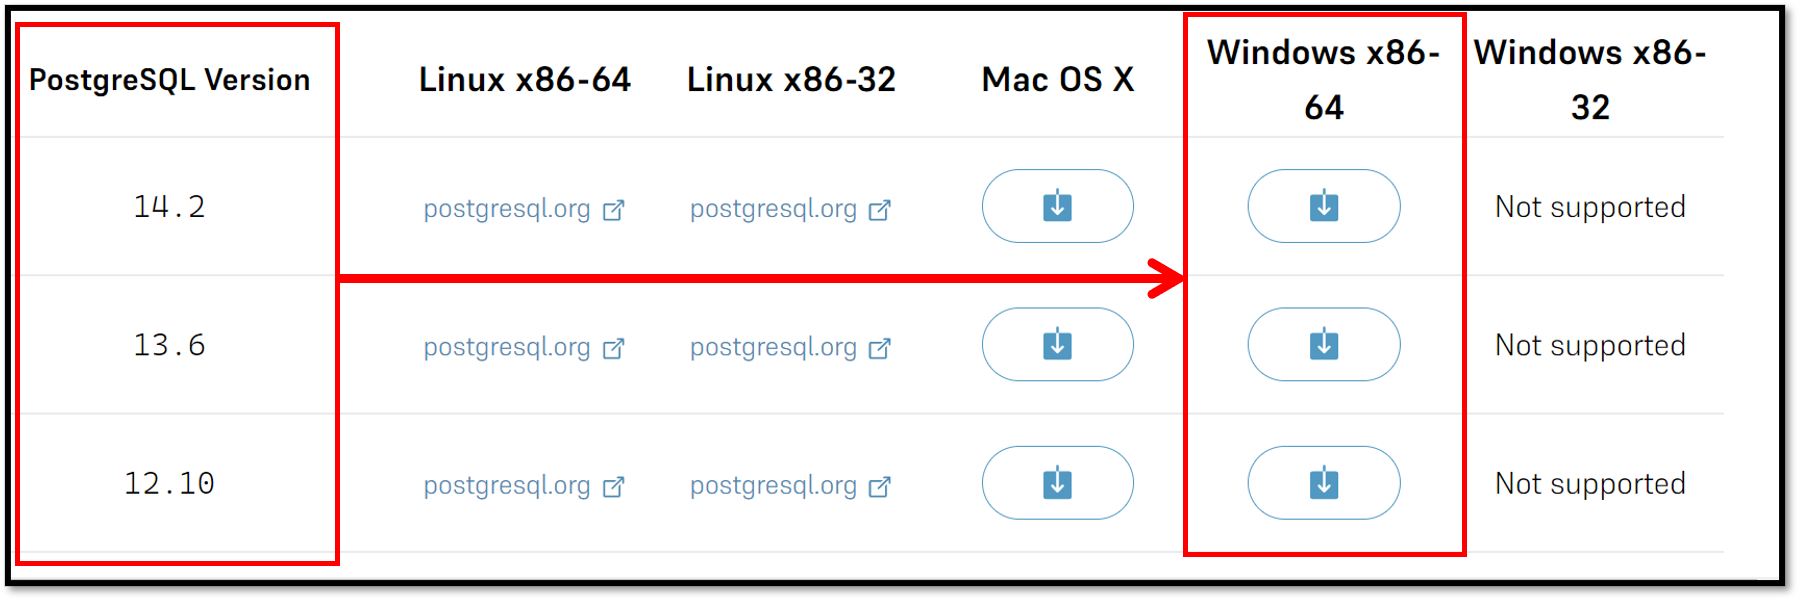 PostgreSQL Version Linux x86-64 Linux x86-32 Mac OS X Windows x86-64 Windows x86-32
14.2 postgresql.org postgresql.org Not supported
13.6 postgresql.org postgresql.org Not supported
12.10 postgresql.org postgresql.org Not supported